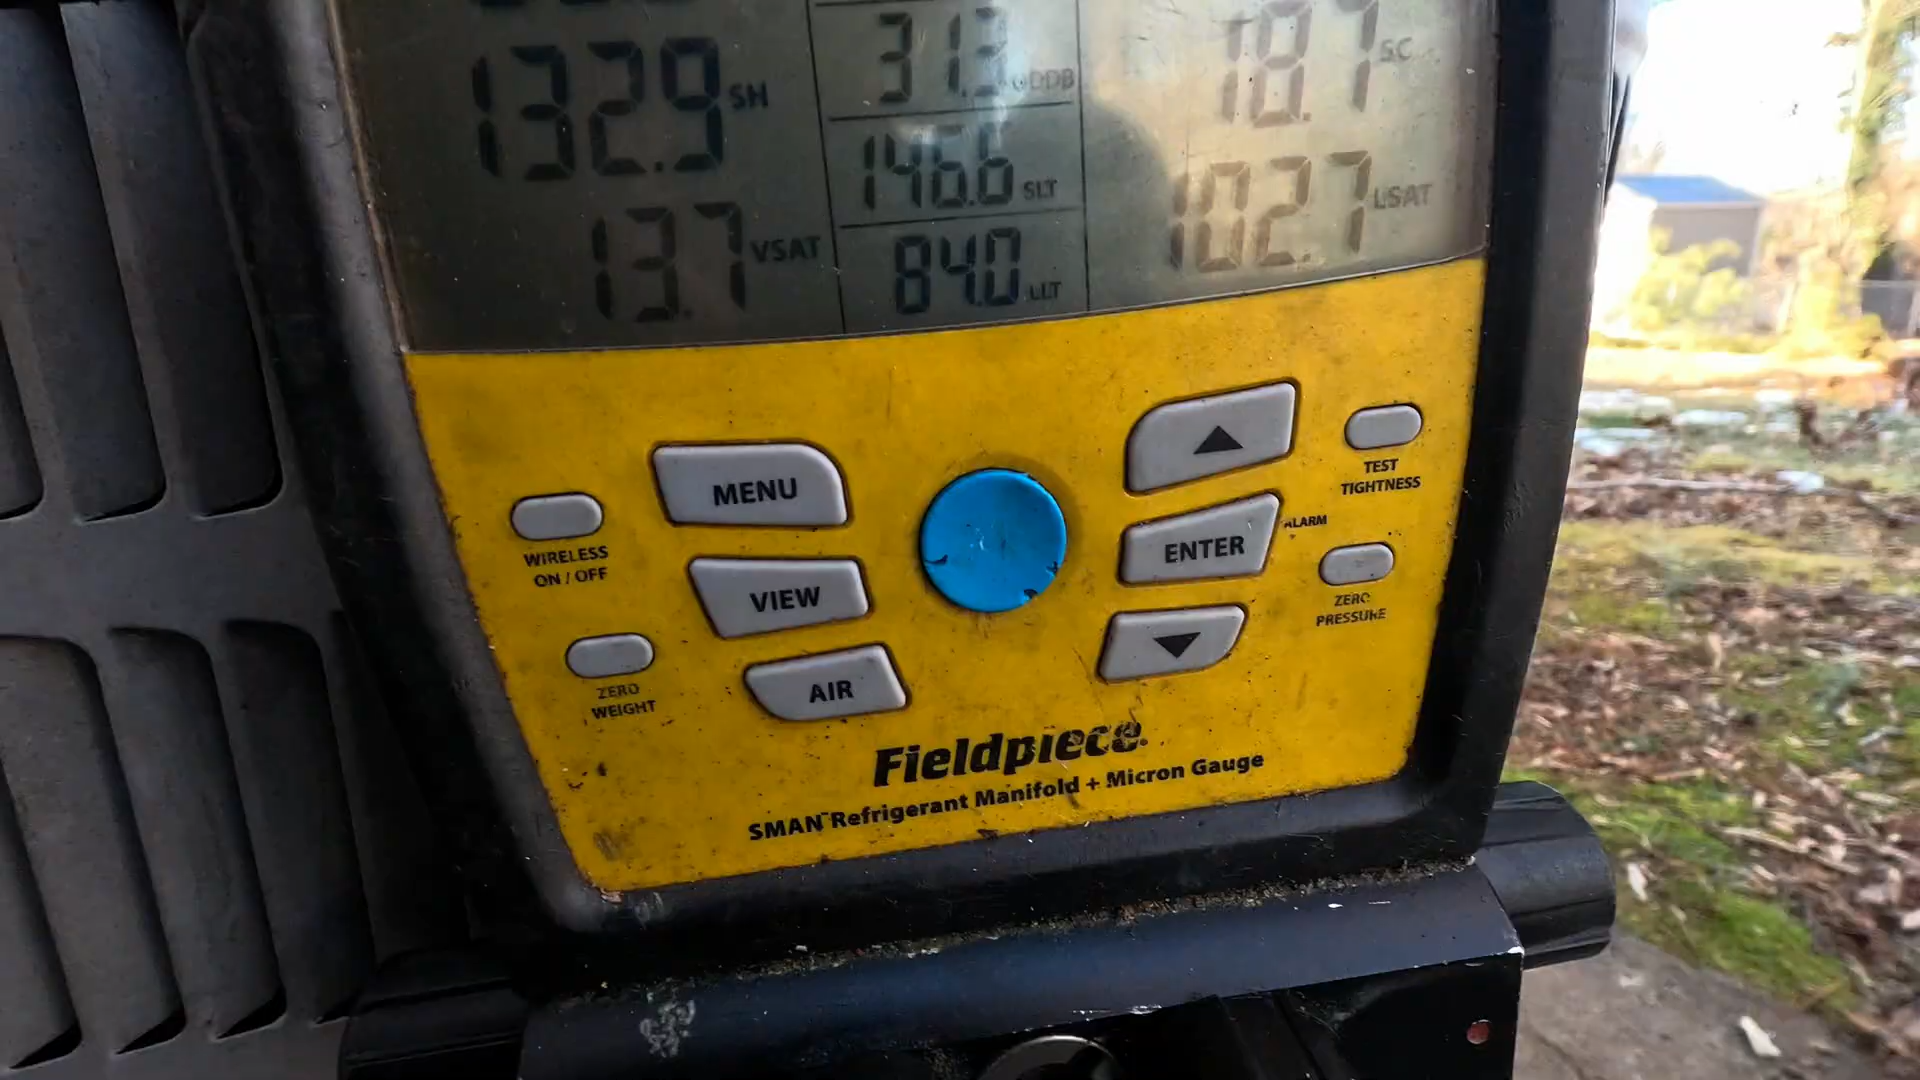 132.9 SH
31.3 ODDB
18.7 SC
146.6 SLT
13.7 VSAT
102.7 LSAT
84.0 LLT
MENU
TEST
TIGHTNESS
WIRELESS
ON / OFF
ENTER
ALARM
VIEW
ZERO
PRESSURE
ZERO
WEIGHT
AIR
Fieldpiece
SMAN™ Refrigerant Manifold + Micron Gauge